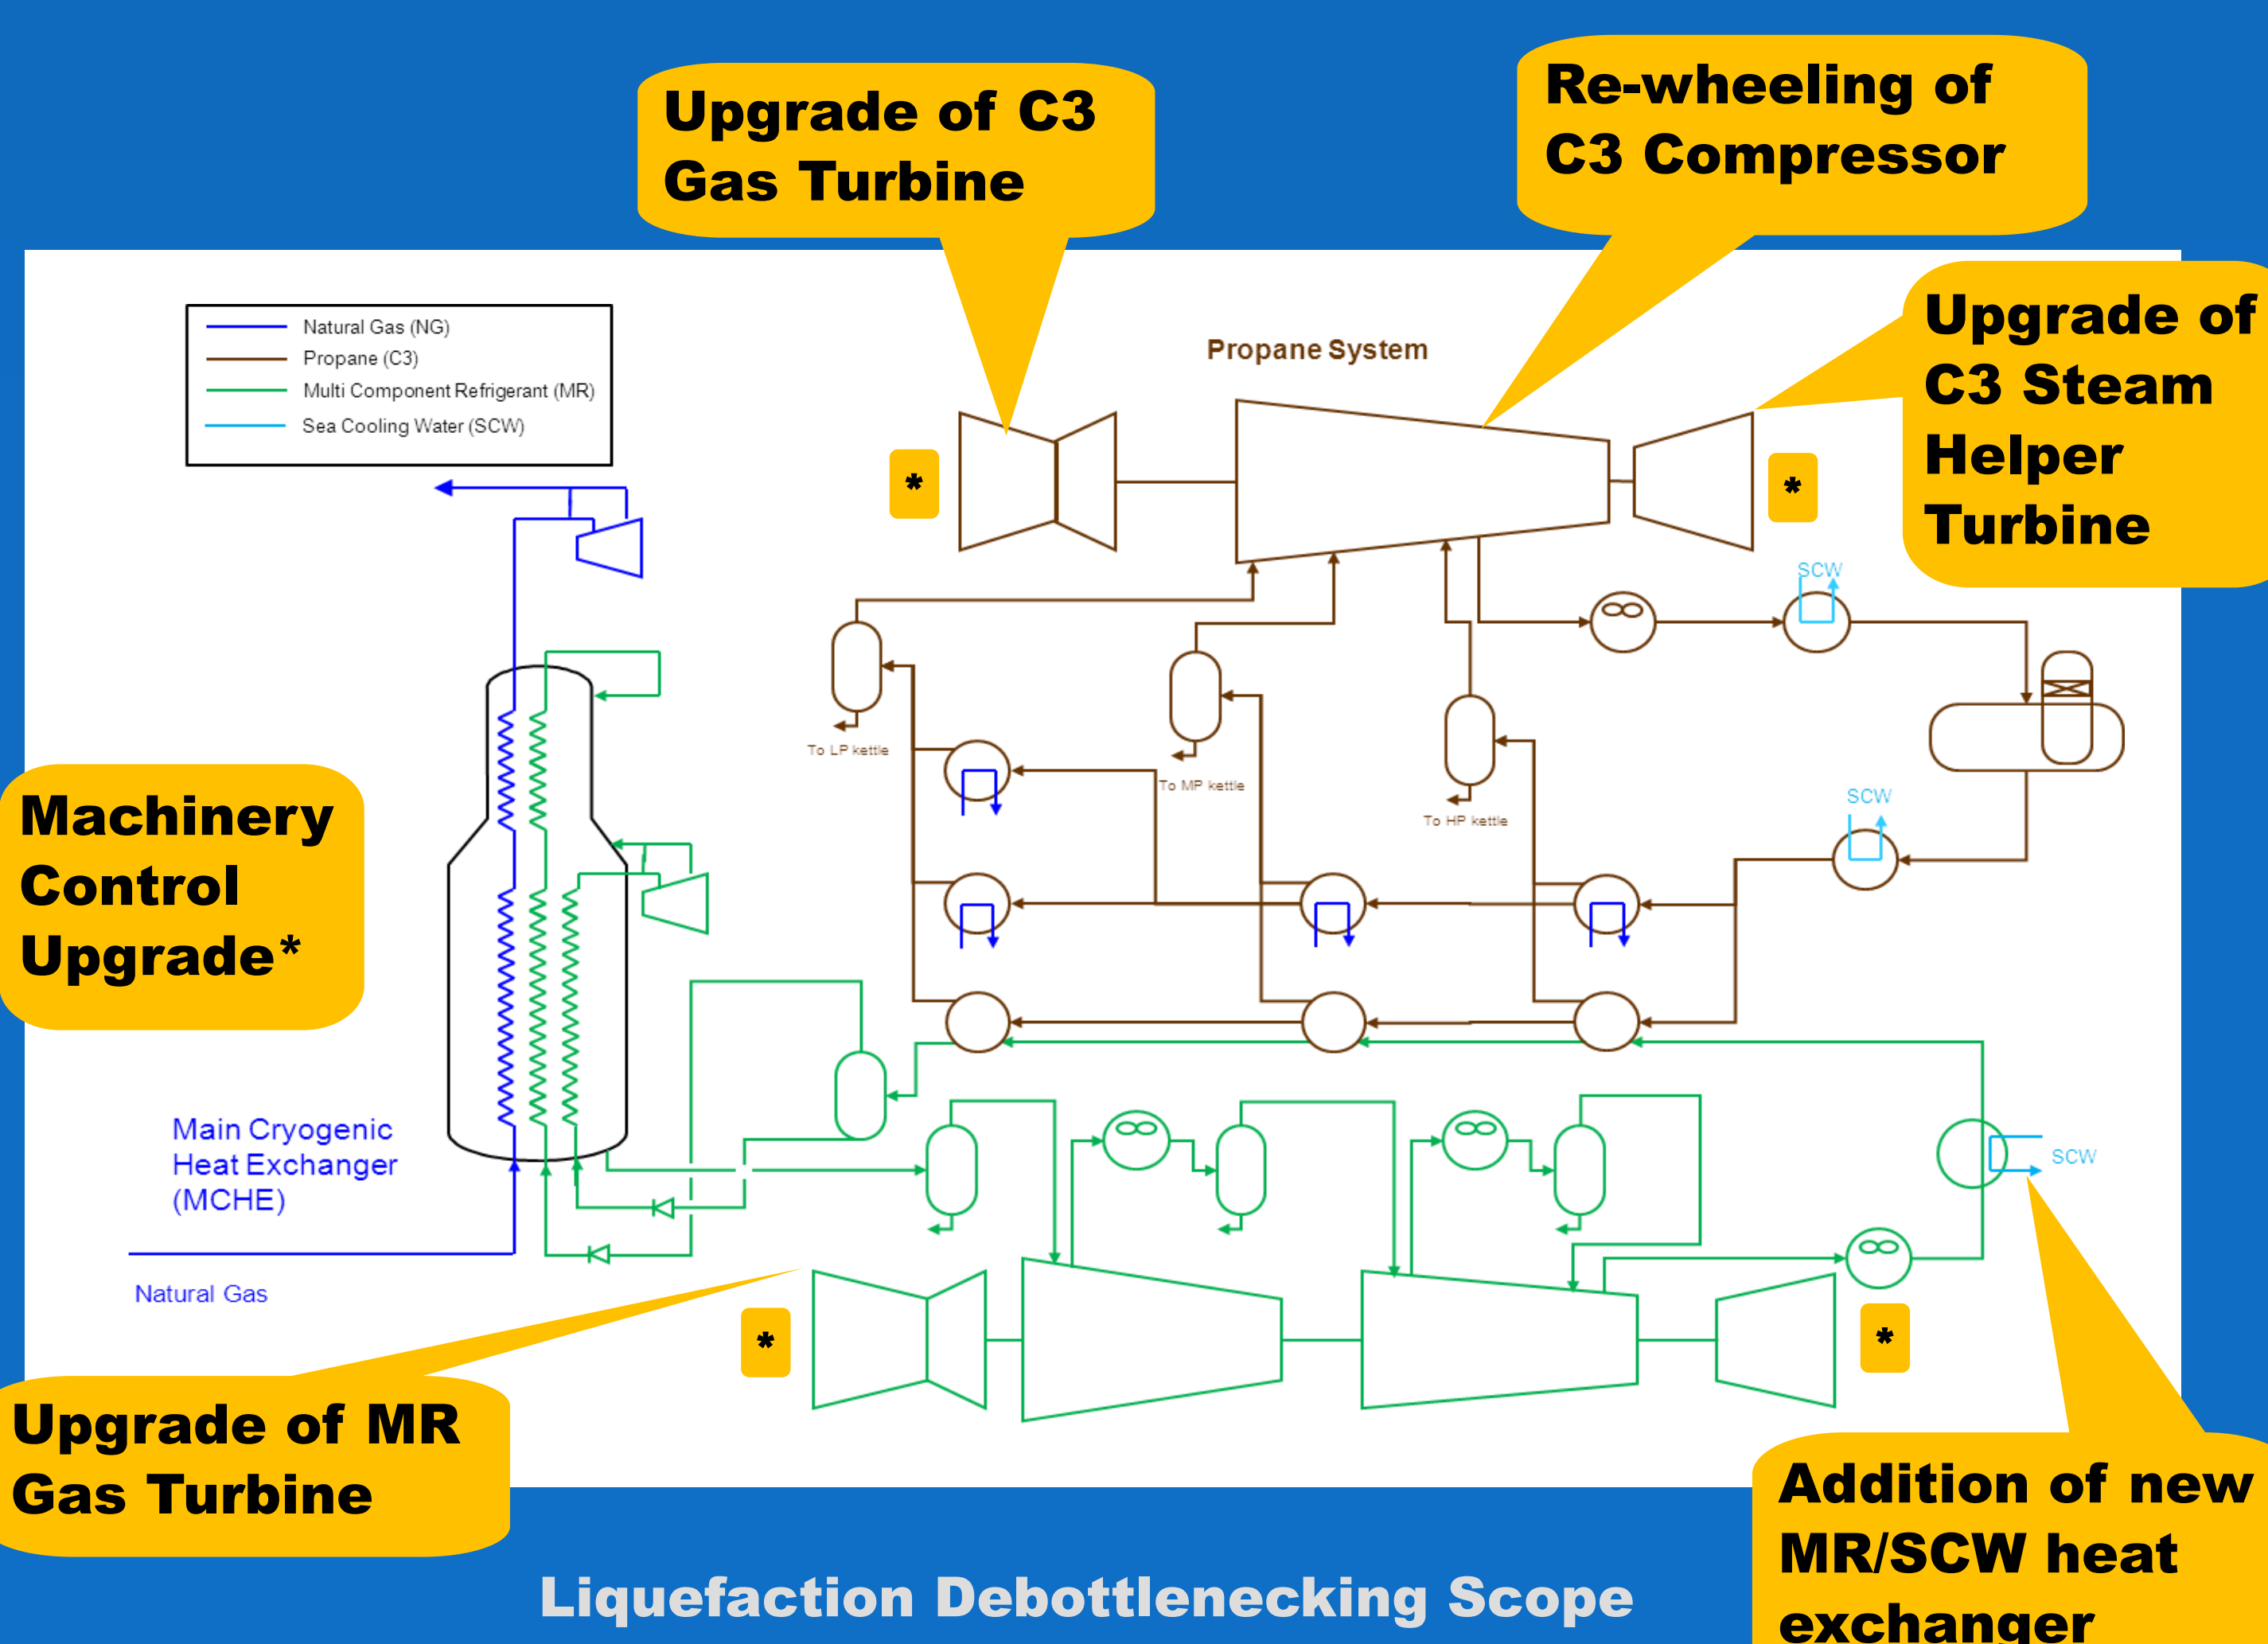 Upgrade of C3
Gas Turbine
Re-wheeling of
C3 Compressor
Upgrade of
C3 Steam
Helper
Turbine
Natural Gas (NG)
Propane (C3)
Multi Component Refrigerant (MR)
Sea Cooling Water (SCW)
Propane System
*
*
SCW
To LP kettle
To MP kettle
To HP kettle
SCW
Machinery
Control
Upgrade*
Main Cryogenic
Heat Exchanger
(MCHE)
SCW
Natural Gas
*
*
Upgrade of MR
Gas Turbine
Addition of new
MR/SCW heat
exchanger
Liquefaction Debottlenecking Scope